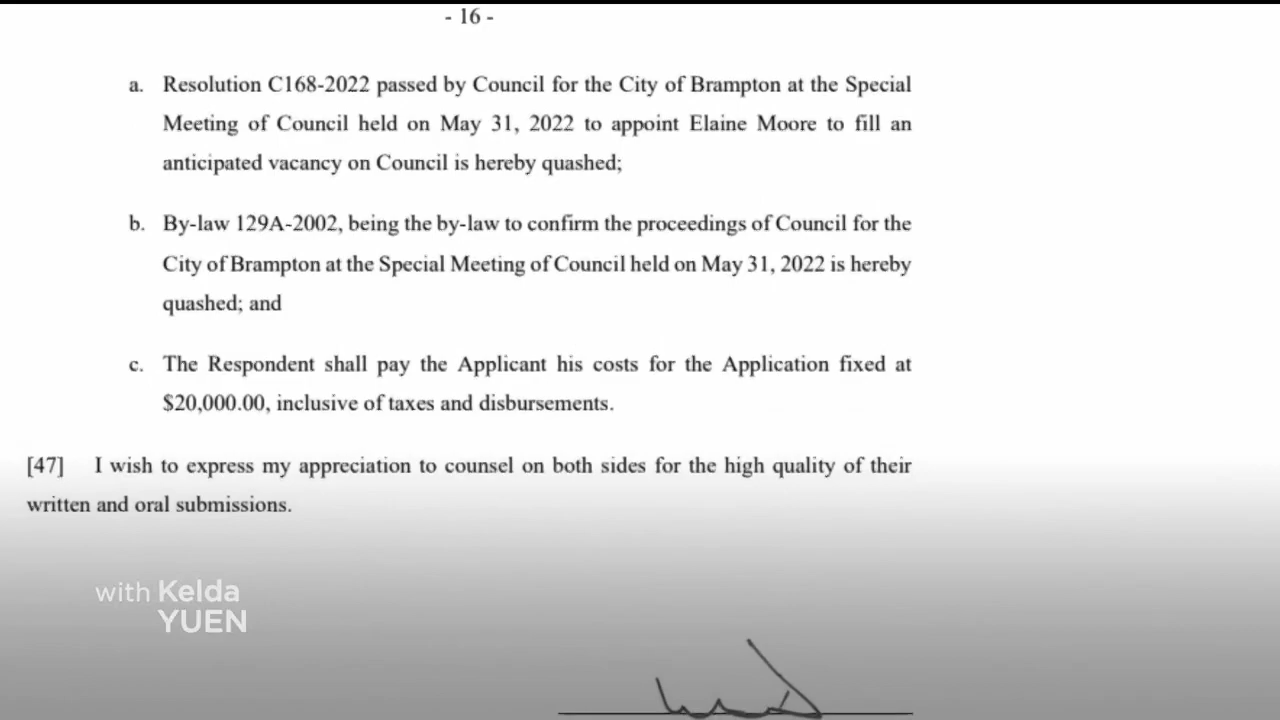 - 16 -
a. Resolution C168-2022 passed by Council for the City of Brampton at the Special
Meeting of Council held on May 31, 2022 to appoint Elaine Moore to fill an
anticipated vacancy on Council is hereby quashed;
b. By-law 129A-2002, being the by-law to confirm the proceedings of Council for the
City of Brampton at the Special Meeting of Council held on May 31, 2022 is hereby
quashed; and
c. The Respondent shall pay the Applicant his costs for the Application fixed at
$20,000.00, inclusive of taxes and disbursements.
[47] I wish to express my appreciation to counsel on both sides for the high quality of their
written and oral submissions.
with Kelda
YUEN